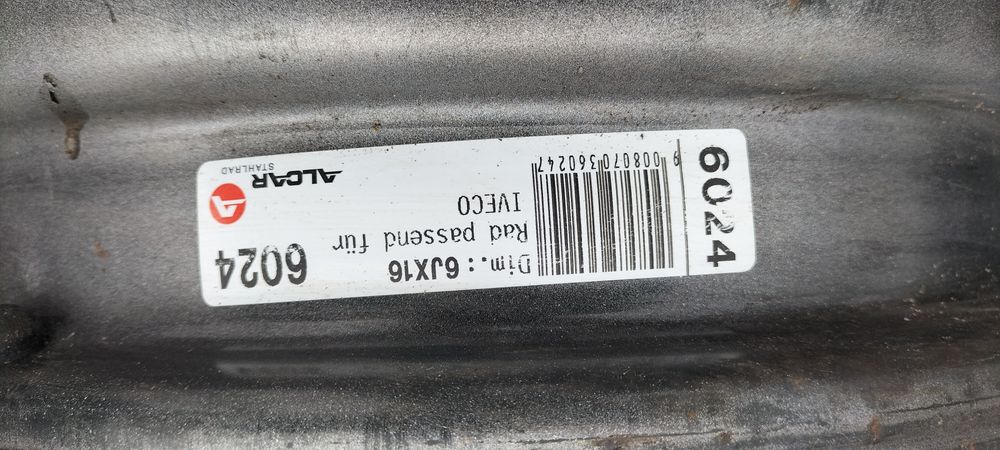 6024
9 008070 360247
Dim.: 6JX16
Rad passend für
IVECO
6024
ALCAR
STAHLRAD